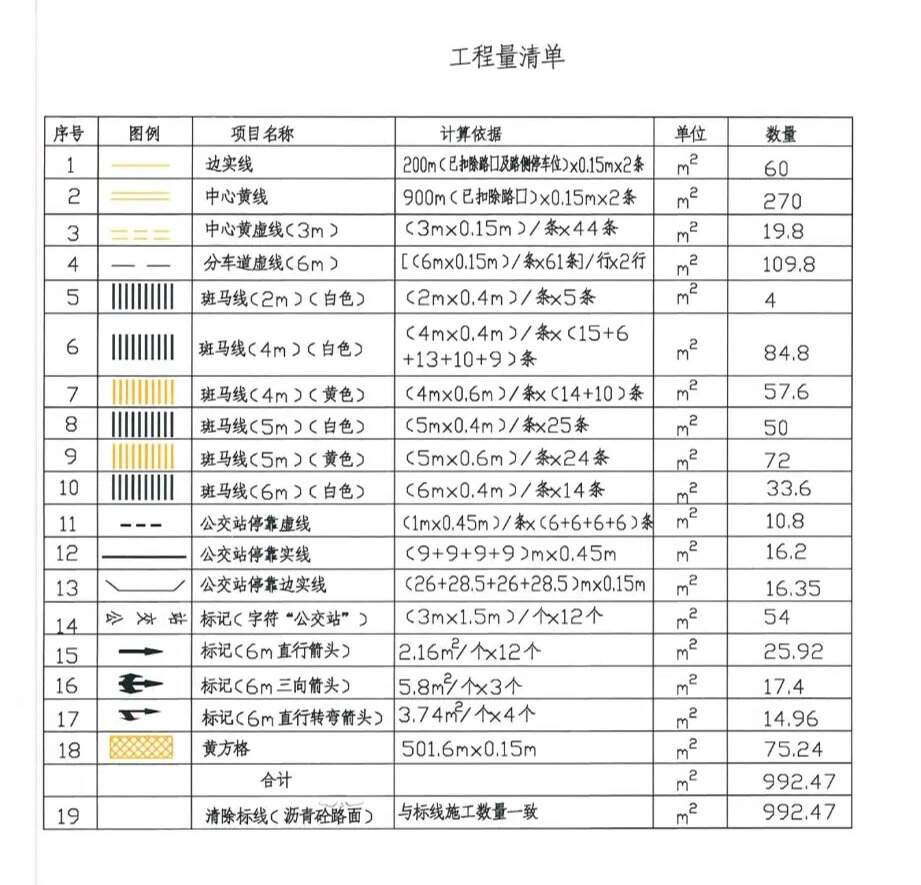 工程量清单
序号 图例 项目名称 计算依据 单位 数量
1 边实线 200m(已扣除路口及路侧停车位)x0.15mx2条 m² 60
2 中心黄线 900m(已扣除路口)x0.15mx2条 m² 270
3 中心黄虚线(3m) (3mx0.15m)/条x44条 m² 19.8
4 分车道虚线(6m) [(6mx0.15m)/条x61条]/行x2行 m² 109.8
5 斑马线(2m)(白色) (2mx0.4m)/条x5条 m² 4
6 斑马线(4m)(白色) (4mx0.4m)/条x(15+6
+13+10+9)条 m² 84.8
7 斑马线(4m)(黄色) (4mx0.6m)/条x(14+10)条 m² 57.6
8 斑马线(5m)(白色) (5mx0.4m)/条x25条 m² 50
9 斑马线(5m)(黄色) (5mx0.6m)/条x24条 m² 72
10 斑马线(6m)(白色) (6mx0.4m)/条x14条 m² 33.6
11 公交站停靠虚线 (1mx0.45m)/条x(6+6+6+6)条 m² 10.8
12 公交站停靠实线 (9+9+9+9)mx0.45m m² 16.2
13 公交站停靠边实线 (26+28.5+26+28.5)mx0.15m m² 16.35
14 公交站 标记(字符“公交站”) (3mx1.5m)/个x12个 m² 54
15 标记(6m直行箭头) 2.16m²/个x12个 m² 25.92
16 标记(6m三向箭头) 5.8m²/个x3个 m² 17.4
17 标记(6m直行转弯箭头) 3.74m²/个x4个 m² 14.96
18 黄方格 501.6mx0.15m m² 75.24
合计 m² 992.47
19 清除标线(沥青砼路面) 与标线施工数量一致 m² 992.47